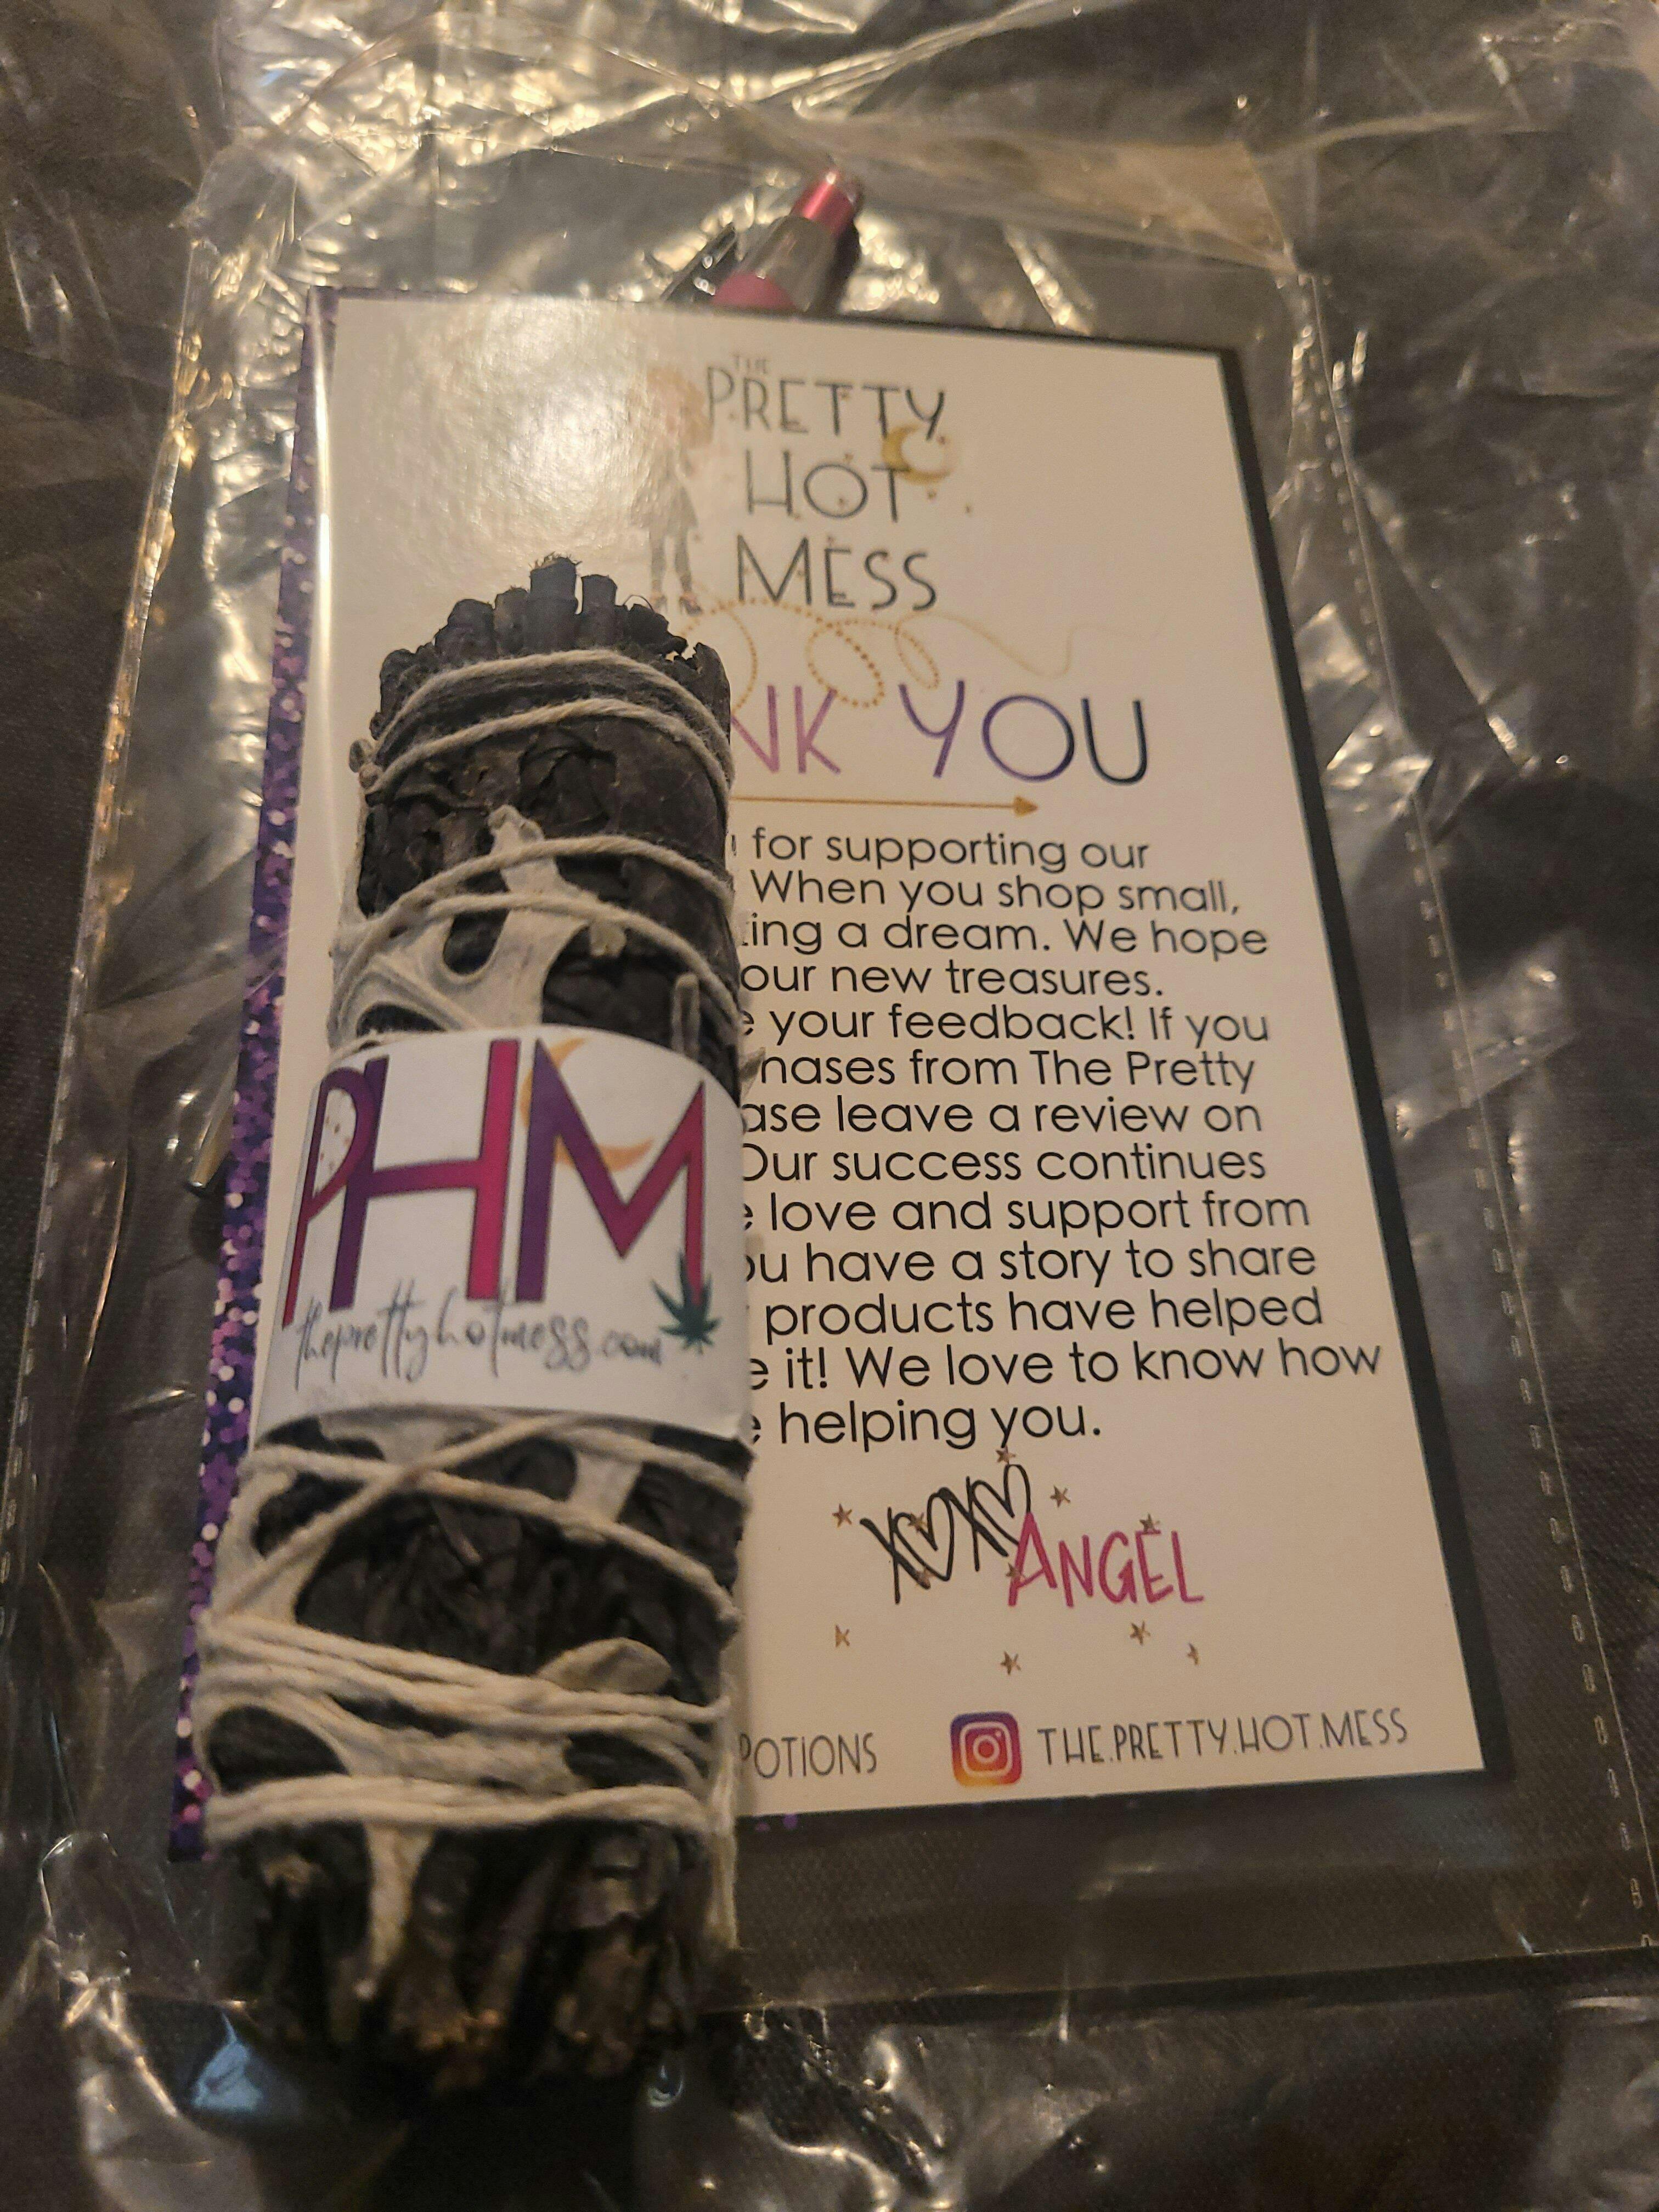 THE
PRETTY
HOT
MESS
NK YOU
for supporting our
When you shop small,
ing a dream. We hope
our new treasures.
e your feedback! If you
hases from The Pretty
ase leave a review on
Our success continues
e love and support from
ou have a story to share
products have helped
e it! We love to know how
e helping you.
XOXO
ANGEL
POTIONS THE.PRETTY.HOT.MESS
PHM
theprettyhotmess.com